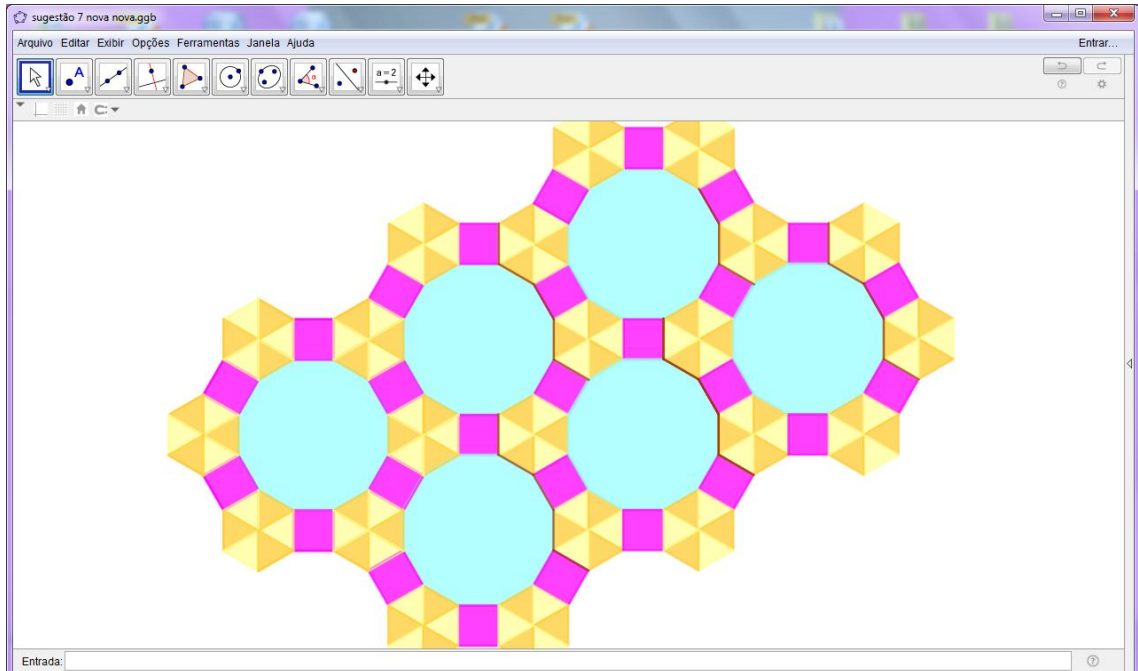 sugestão 7 nova nova.ggb
Arquivo Editar Exibir Opções Ferramentas Janela Ajuda
Entrar...
A
α
a=2
Entrada: